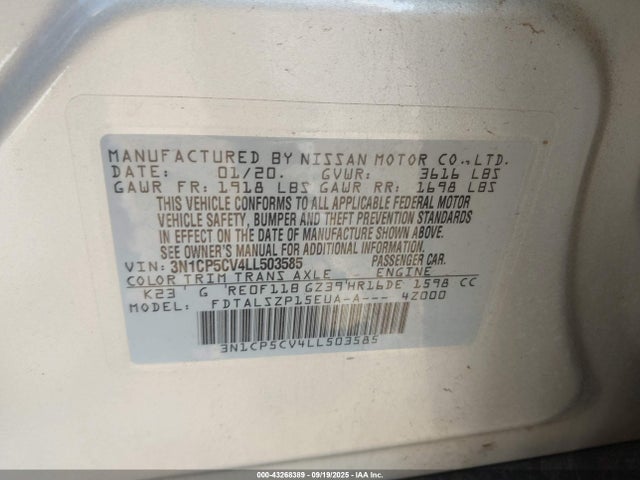 MANUFACTURED BY NISSAN MOTOR CO.,LTD.
DATE: 01/20. GVWR: 3616 LBS
GAWR FR: 1918 LBS GAWR RR: 1698 LBS
THIS VEHICLE CONFORMS TO ALL APPLICABLE FEDERAL MOTOR
VEHICLE SAFETY, BUMPER AND THEFT PREVENTION STANDARDS
IN EFFECT ON THE DATE OF MANUFACTURE SHOWN ABOVE.
SEE OWNER'S MANUAL FOR ADDITIONAL INFORMATION.
VIN: 3N1CP5CV4LL503585 PASSENGER CAR.
COLOR TRIM TRANS AXLE ENGINE
K23 G RE0F11B GZ39 HR16DE 1598 CC
MODEL: FDTALSZP15EUA-A--- 4Z000
3N1CP5CV4LL503585
000-43268389 - 09/19/2025 - IAA Inc.